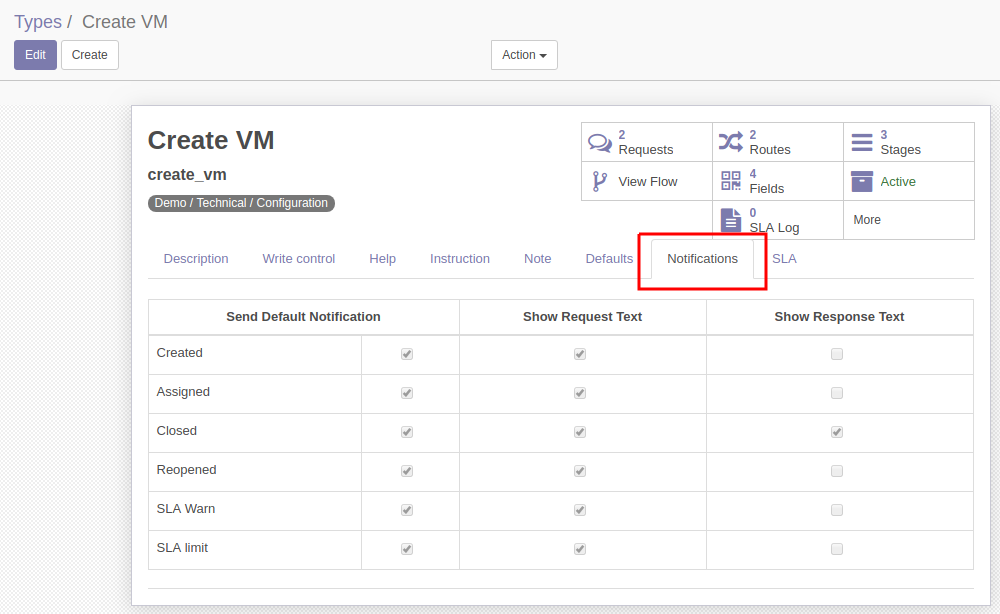 Types / Create VM
Edit Create Action
Create VM
create_vm
Demo / Technical / Configuration
2 Requests
2 Routes
3 Stages
View Flow
4 Fields
Active
0 SLA Log
More
Description Write control Help Instruction Note Defaults Notifications SLA
Send Default Notification Show Request Text Show Response Text
Created
Assigned
Closed
Reopened
SLA Warn
SLA limit